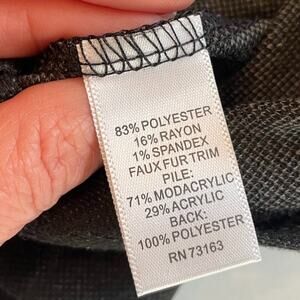 83% POLYESTER
16% RAYON
1% SPANDEX
FAUX FUR TRIM
PILE:
71% MODACRYLIC
29% ACRYLIC
BACK:
100% POLYESTER
RN 73163